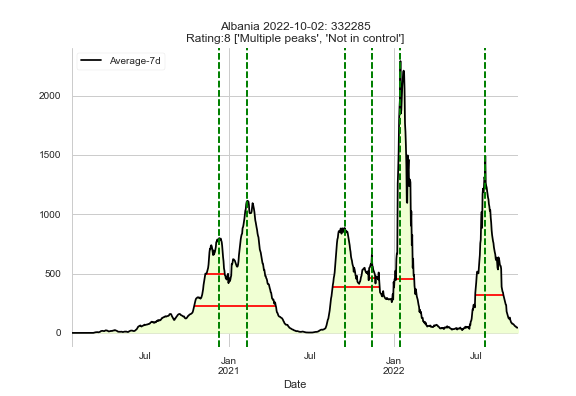 Albania 2022-10-02: 332285
Rating:8 ['Multiple peaks', 'Not in control']
Average-7d
2000
1500
1000
500
0
Jul
Jan
2021
Jul
Jan
2022
Jul
Date